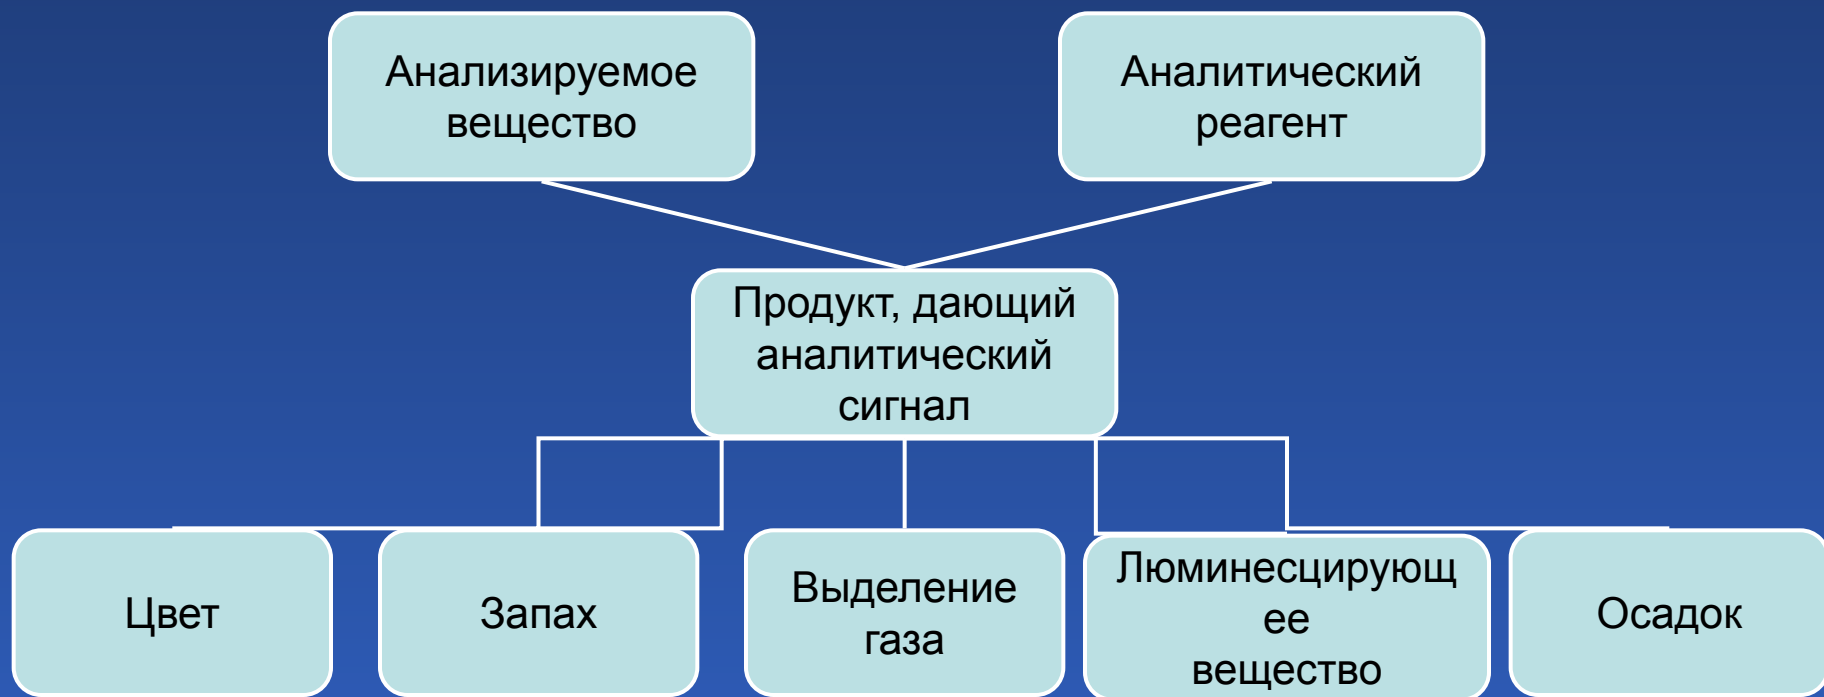 Анализируемое
вещество
Аналитический
реагент
Продукт, дающий
аналитический
сигнал
Цвет
Запах
Выделение
газа
Люминесцирующ
ее
вещество
Осадок